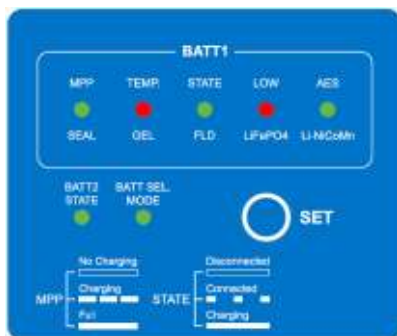 BATT1
MPP TEMP. STATE LOW AES
SEAL GEL FLD LiFePO4 Li-NiCoMn
BATT2 STATE
BATT SEL. MODE
SET
No Charging
Charging
Full
MPP
Disconnected
Connected
Charging
STATE